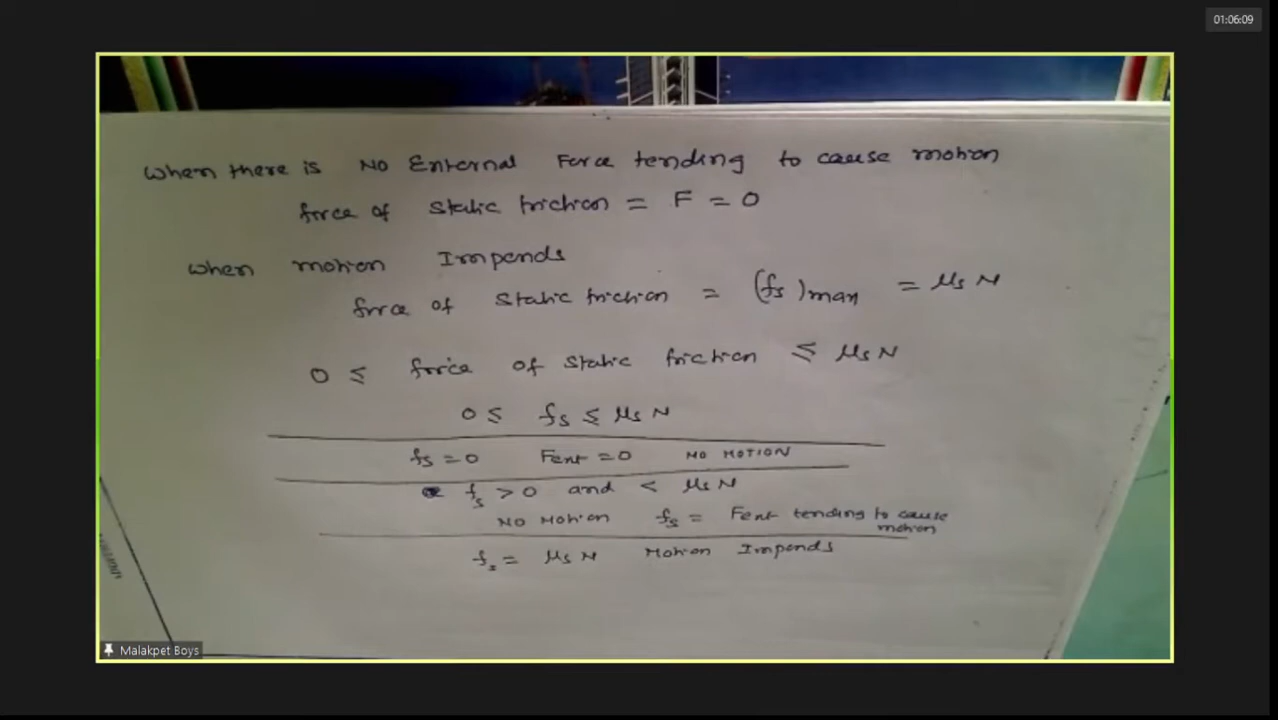 01:06:09
When there is NO External Force tending to cause motion
force of Static friction = F = 0
When motion Impends
force of Static friction = (fs)max = μs N
0 ≤ force of Static friction ≤ μs N
0 ≤ fs ≤ μs N
fs = 0 Fext = 0 NO MOTION
fs > 0 and < μs N
NO Motion fs = Fext tending to cause
motion
fs = μs N Motion Impends
Malakpet Boys